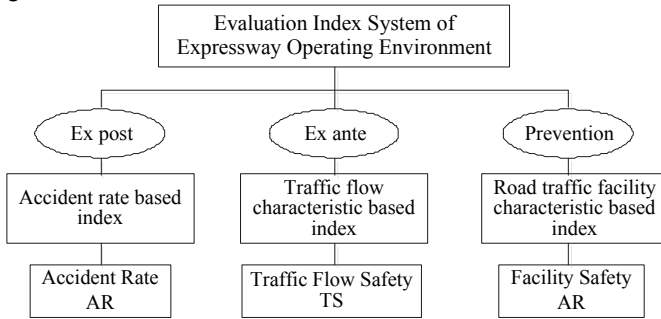 Evaluation Index System of
Expressway Operating Environment
Ex post
Ex ante
Prevention
Accident rate based
index
Traffic flow
characteristic based
index
Road traffic facility
characteristic based
index
Accident Rate
AR
Traffic Flow Safety
TS
Facility Safety
AR